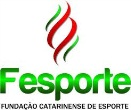 Fesporte
FUNDAÇÃO CATARINENSE DE ESPORTE